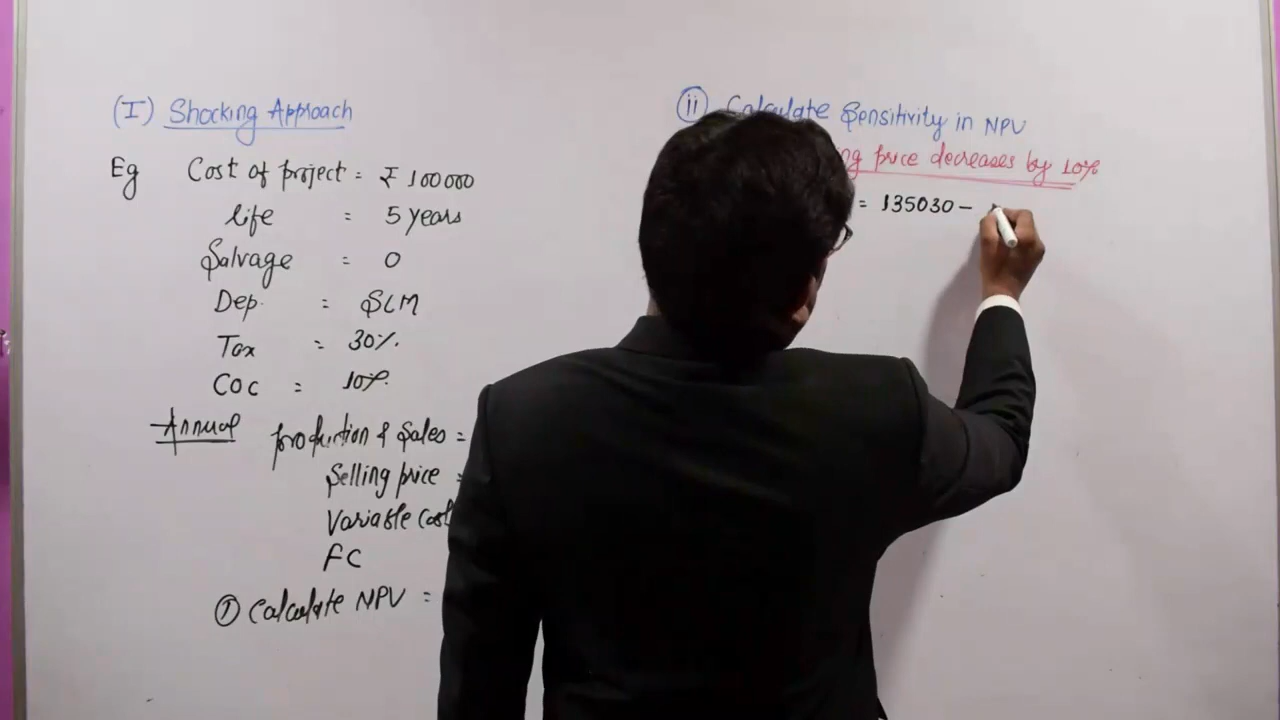 (I) Shocking Approach
Eg Cost of project = ₹ 100000
life = 5 years
Salvage = 0
Dep. = SLM
Tax = 30%.
COC = 10%.
Annual production & Sales =
Selling price =
Variable cost
FC
① Calculate NPV =
ⓘⓘ Calculate Sensitivity in NPV
price decreases by 10%
= 135030 -